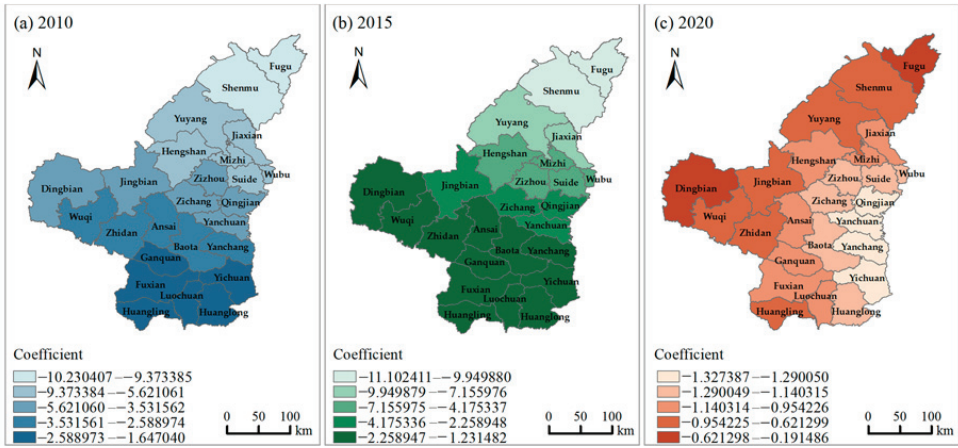 (a) 2010
N
Fugu
Shenmu
Yuyang
Jiaxian
Hengshan
Mizhi
Wubu
Zizhou
Suide
Dingbian
Jingbian
Zichang
Qingjian
Wuqi
Yanchuan
Ansai
Zhidan
Baota
Yanchang
Ganquan
Yichuan
Fuxian
Luochuan
Huangling
Huanglong
Coefficient
−10.230407 – −9.373385
−9.373384 – −5.621061
−5.621060 – −3.531562
−3.531561 – −2.588974
−2.588973 – −1.647040
0 50 100
km
(b) 2015
N
Fugu
Shenmu
Yuyang
Jiaxian
Hengshan
Mizhi
Wubu
Zizhou
Suide
Dingbian
Jingbian
Zichang
Qingjian
Wuqi
Yanchuan
Ansai
Zhidan
Baota
Yanchang
Ganquan
Yichuan
Fuxian
Luochuan
Huangling
Huanglong
Coefficient
−11.102411 – −9.949880
−9.949879 – −7.155976
−7.155975 – −4.175337
−4.175336 – −2.258948
−2.258947 – −1.231482
0 50 100
km
(c) 2020
N
Fugu
Shenmu
Yuyang
Jiaxian
Hengshan
Mizhi
Wubu
Zizhou
Suide
Dingbian
Jingbian
Zichang
Qingjian
Wuqi
Yanchuan
Ansai
Zhidan
Baota
Yanchang
Ganquan
Yichuan
Fuxian
Luochuan
Huangling
Huanglong
Coefficient
−1.327387 – −1.290050
−1.290049 – −1.140315
−1.140314 – −0.954226
−0.954225 – −0.621299
−0.621298 – −0.191488
0 50 100
km